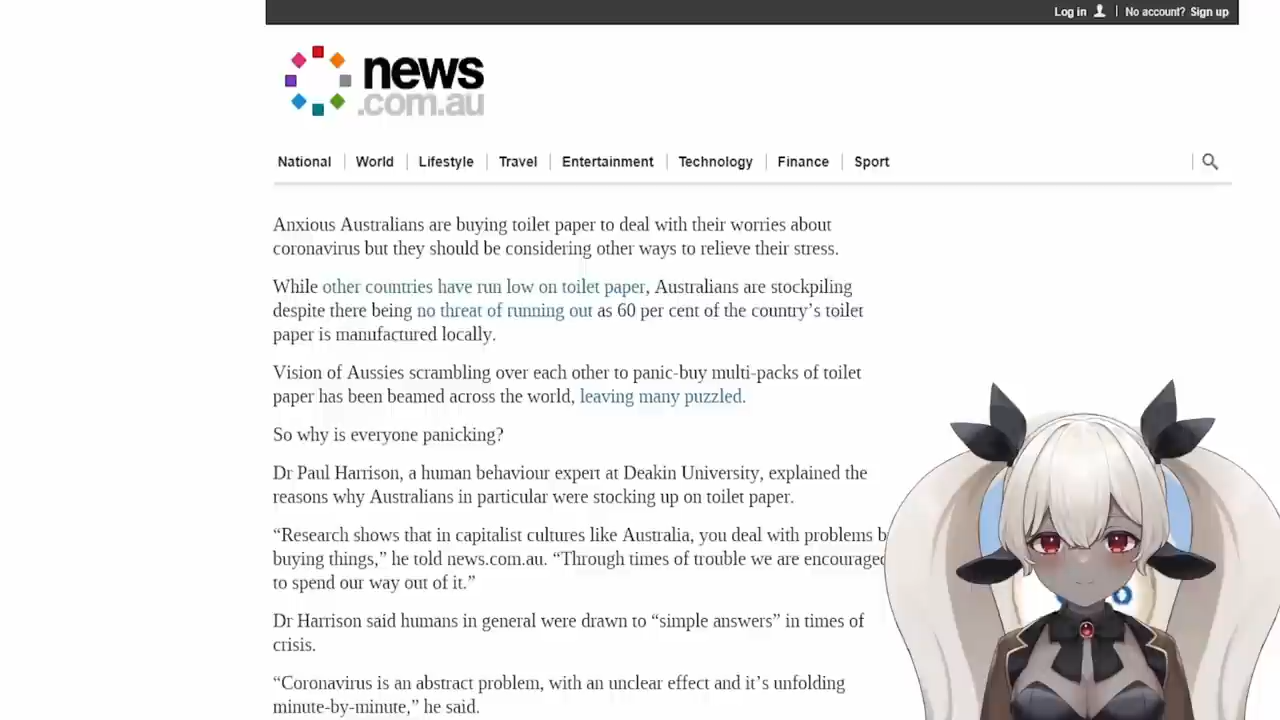 Log in | No account? Sign up
news
.com.au
National | World | Lifestyle | Travel | Entertainment | Technology | Finance | Sport
Anxious Australians are buying toilet paper to deal with their worries about
coronavirus but they should be considering other ways to relieve their stress.
While other countries have run low on toilet paper, Australians are stockpiling
despite there being no threat of running out as 60 per cent of the country’s toilet
paper is manufactured locally.
Vision of Aussies scrambling over each other to panic-buy multi-packs of toilet
paper has been beamed across the world, leaving many puzzled.
So why is everyone panicking?
Dr Paul Harrison, a human behaviour expert at Deakin University, explained the
reasons why Australians in particular were stocking up on toilet paper.
“Research shows that in capitalist cultures like Australia, you deal with problems b
buying things,” he told news.com.au. “Through times of trouble we are encouraged
to spend our way out of it.”
Dr Harrison said humans in general were drawn to “simple answers” in times of
crisis.
“Coronavirus is an abstract problem, with an unclear effect and it’s unfolding
minute-by-minute,” he said.